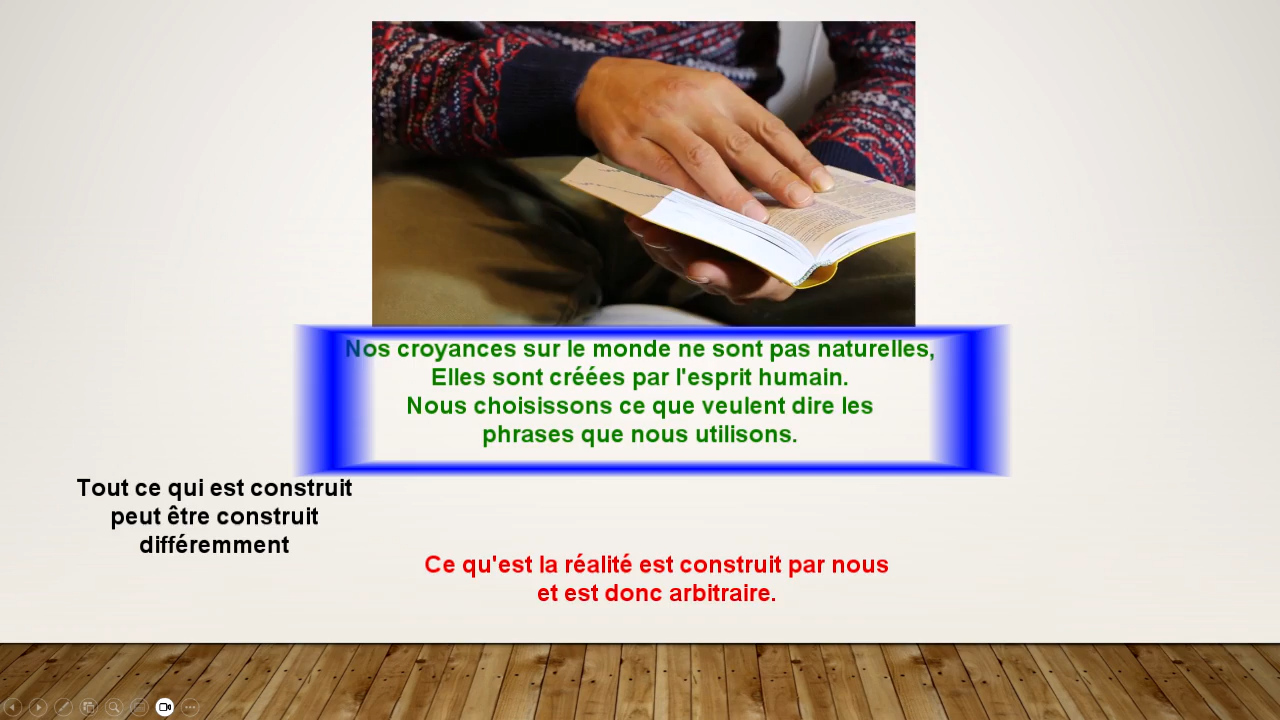 Nos croyances sur le monde ne sont pas naturelles,
Elles sont créées par l'esprit humain.
Nous choisissons ce que veulent dire les
phrases que nous utilisons.
Tout ce qui est construit
peut être construit
différemment
Ce qu'est la réalité est construit par nous
et est donc arbitraire.